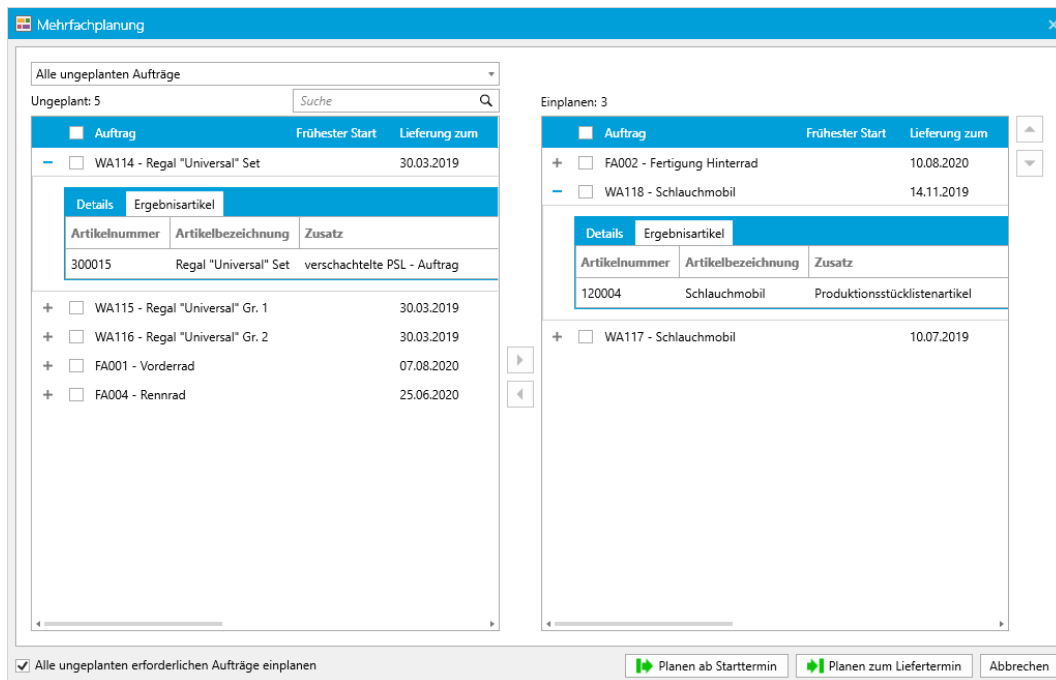 Mehrfachplanung
Alle ungeplanten Aufträge
Ungeplant: 5
Suche
Auftrag Frühester Start Lieferung zum
WA114 - Regal "Universal" Set 30.03.2019
Details Ergebnisartikel
Artikelnummer Artikelbezeichnung Zusatz
300015 Regal "Universal" Set verschachtelte PSL - Auftrag
WA115 - Regal "Universal" Gr. 1 30.03.2019
WA116 - Regal "Universal" Gr. 2 30.03.2019
FA001 - Vorderrad 07.08.2020
FA004 - Rennrad 25.06.2020
Einplanen: 3
Auftrag Frühester Start Lieferung zum
FA002 - Fertigung Hinterrad 10.08.2020
WA118 - Schlauchmobil 14.11.2019
Details Ergebnisartikel
Artikelnummer Artikelbezeichnung Zusatz
120004 Schlauchmobil Produktionsstücklistenartikel
WA117 - Schlauchmobil 10.07.2019
Alle ungeplanten erforderlichen Aufträge einplanen
Planen ab Starttermin Planen zum Liefertermin Abbrechen